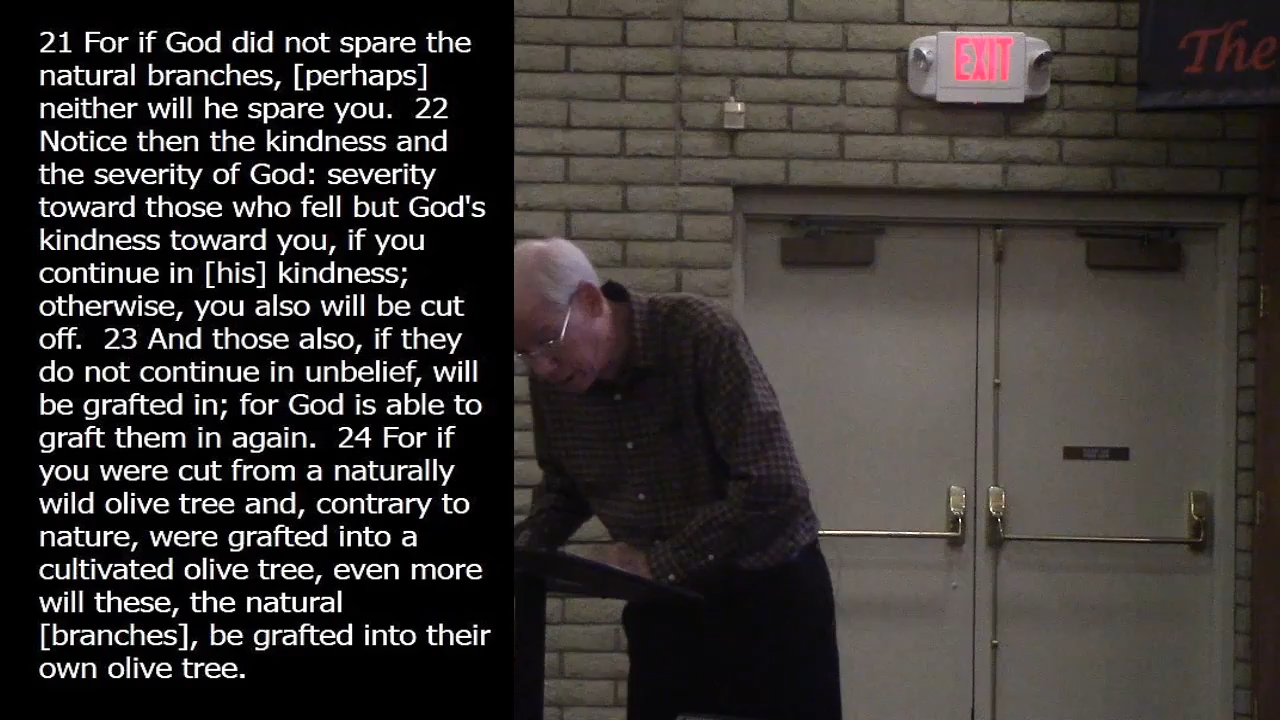 21 For if God did not spare the
natural branches, [perhaps]
neither will he spare you.  22
Notice then the kindness and
the severity of God: severity
toward those who fell but God's
kindness toward you, if you
continue in [his] kindness;
otherwise, you also will be cut
off.  23 And those also, if they
do not continue in unbelief, will
be grafted in; for God is able to
graft them in again.  24 For if
you were cut from a naturally
wild olive tree and, contrary to
nature, were grafted into a
cultivated olive tree, even more
will these, the natural
[branches], be grafted into their
own olive tree.
EXIT
The